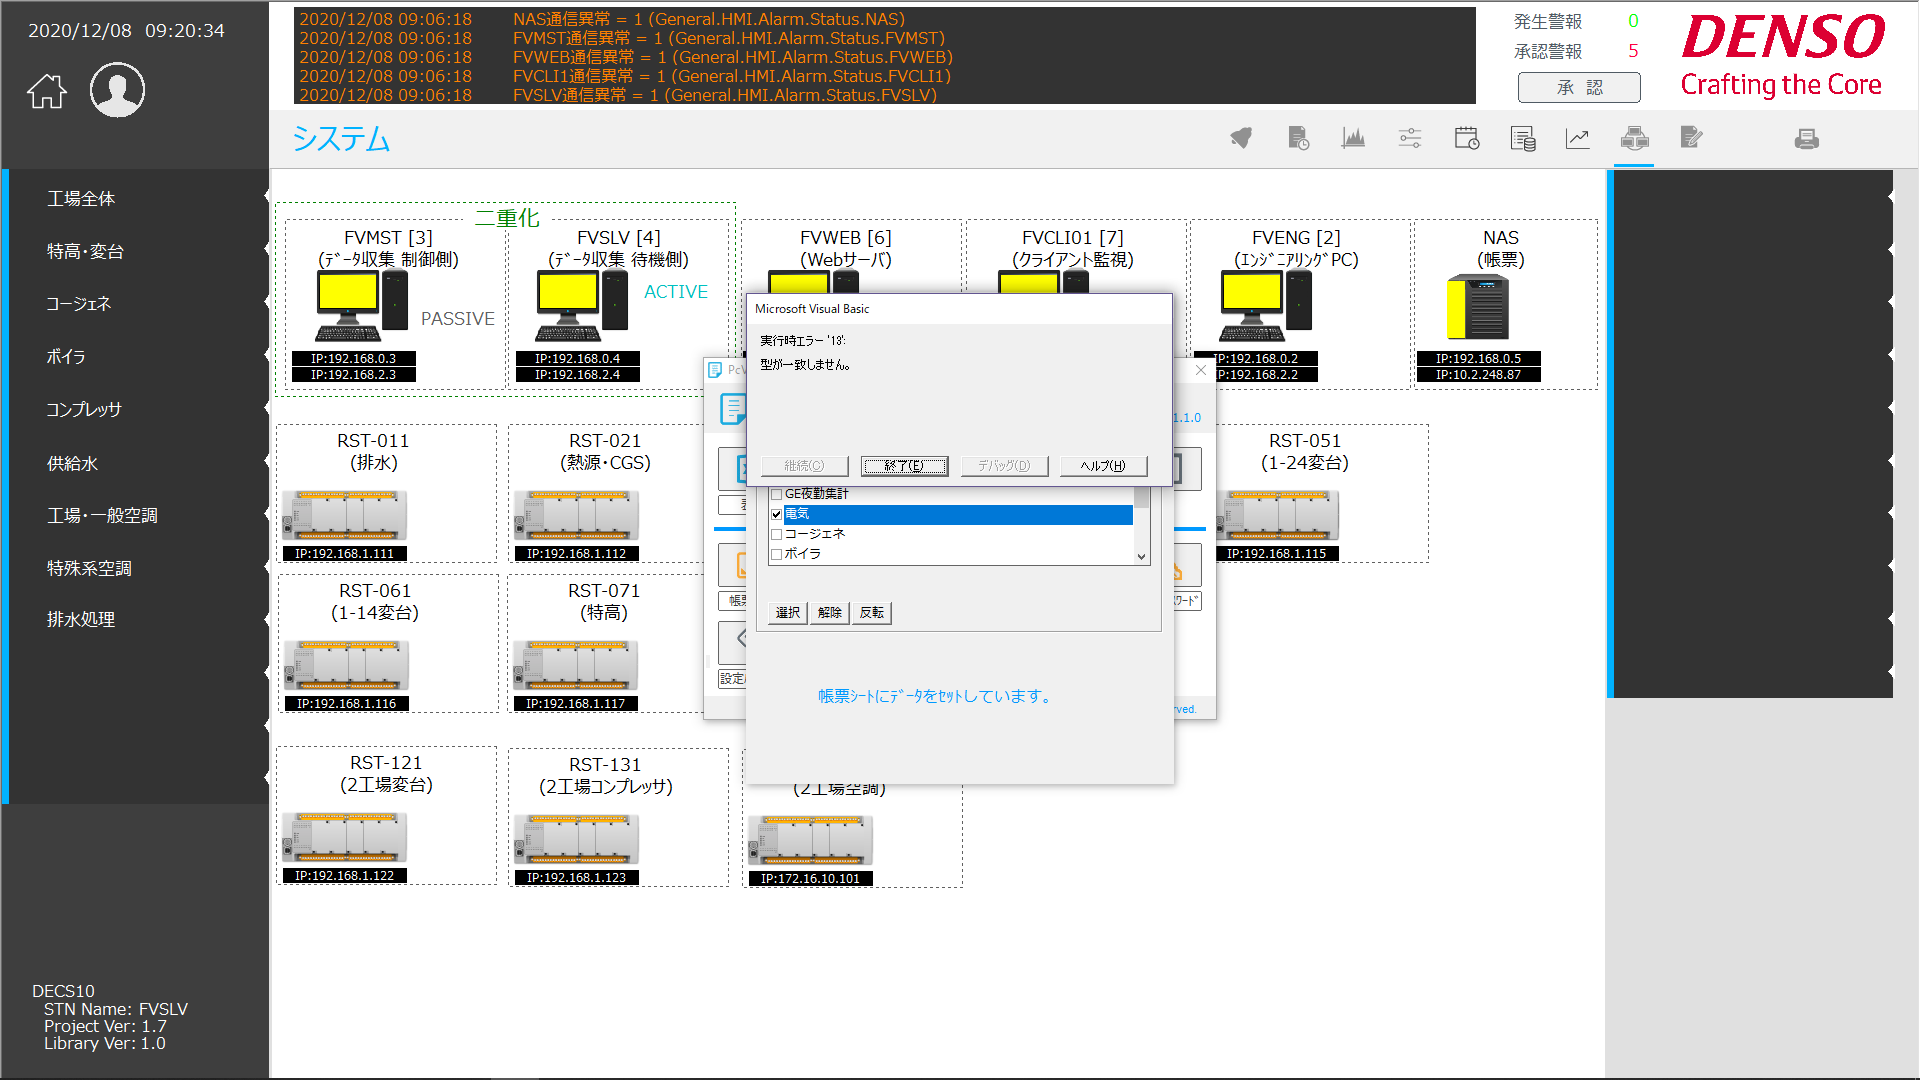 2020/12/08 09:20:34
2020/12/08 09:06:18 NAS通信異常 = 1 (General.HMI.Alarm.Status.NAS)
2020/12/08 09:06:18 FVMST通信異常 = 1 (General.HMI.Alarm.Status.FVMST)
2020/12/08 09:06:18 FVWEB通信異常 = 1 (General.HMI.Alarm.Status.FVWEB)
2020/12/08 09:06:18 FVCLI1通信異常 = 1 (General.HMI.Alarm.Status.FVCLI1)
2020/12/08 09:06:18 FVSLV通信異常 = 1 (General.HMI.Alarm.Status.FVSLV)
発生警報 0
承認警報 5
承 認
DENSO
Crafting the Core
システム
工場全体
特高・変台
コージェネ
ボイラ
コンプレッサ
供給水
工場・一般空調
特殊系空調
排水処理
DECS10
STN Name: FVSLV
Project Ver: 1.7
Library Ver: 1.0
二重化
FVMST [3]
(ﾃﾞｰﾀ収集 制御側)
PASSIVE
IP:192.168.0.3
IP:192.168.2.3
FVSLV [4]
(ﾃﾞｰﾀ収集 待機側)
ACTIVE
IP:192.168.0.4
IP:192.168.2.4
FVWEB [6]
(Webサーバ)
FVCLI01 [7]
(クライアント監視)
FVENG [2]
(ｴﾝｼﾞﾆｱﾘﾝｸﾞPC)
IP:192.168.0.2
IP:192.168.2.2
NAS
(帳票)
IP:192.168.0.5
IP:10.2.248.87
Microsoft Visual Basic
実行時エラー '13':
型が一致しません。
継続(C)
終了(E)
デバッグ(D)
ヘルプ(H)
1.1.0
GE夜勤集計
電気
コージェネ
ボイラ
選択
解除
反転
帳票ｼｰﾄにﾃﾞｰﾀをｾｯﾄしています。
設定
rved.
RST-011
(排水)
IP:192.168.1.111
RST-021
(熱源・CGS)
IP:192.168.1.112
RST-051
(1-24変台)
IP:192.168.1.115
RST-061
(1-14変台)
IP:192.168.1.116
RST-071
(特高)
IP:192.168.1.117
RST-121
(2工場変台)
IP:192.168.1.122
RST-131
(2工場コンプレッサ)
IP:192.168.1.123
(2工場空調)
IP:172.16.10.101